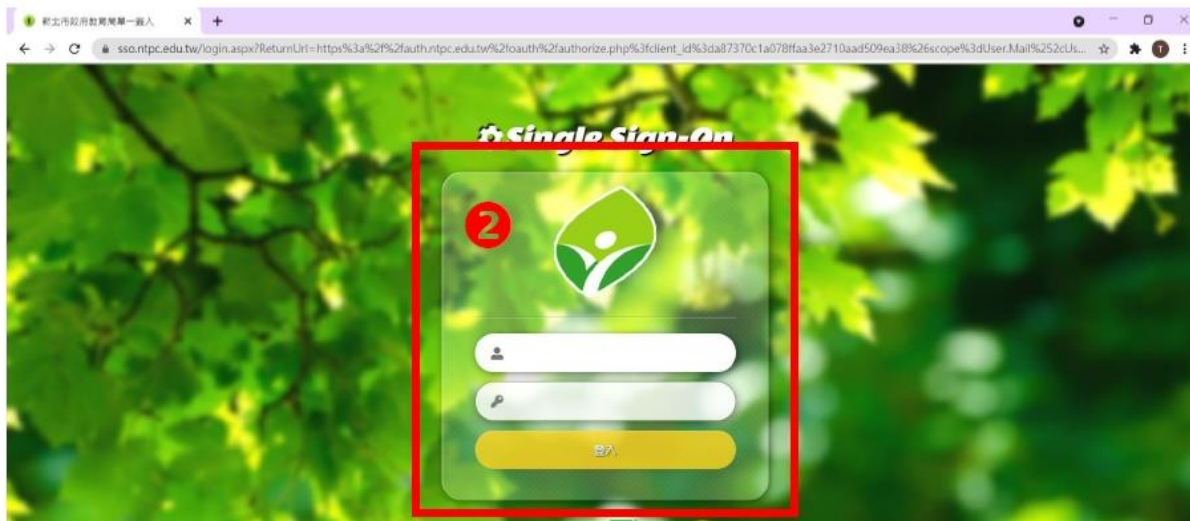 新北市政府教育局單一簽入
sso.ntpc.edu.tw/login.aspx?ReturnUrl=https%3a%2f%2fauth.ntpc.edu.tw%2foauth%2fauthorize.php%3fclient_id%3da87370c1a078ffaa3e2710aad509ea38%26scope%3dUser.Mail%252cUs...
T
Single Sign-On
2
登入